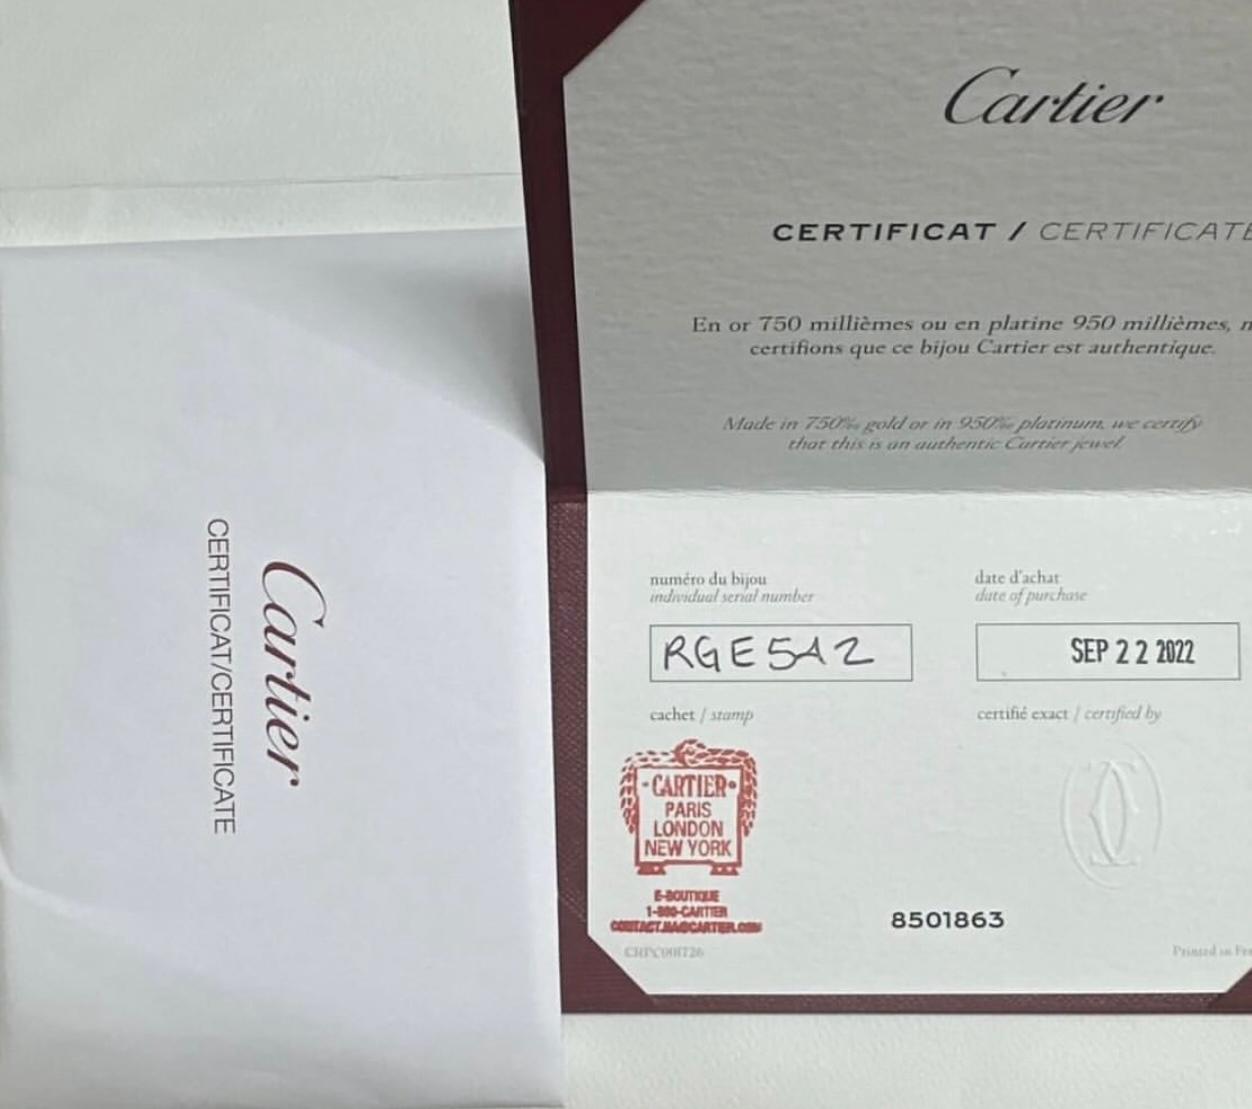 Cartier
CERTIFICAT/CERTIFICATE
Cartier
CERTIFICAT / CERTIFICATE
En or 750 millièmes ou en platine 950 millièmes,
certifions que ce bijou Cartier est authentique.
Made in 750‰ gold or in 950‰ platinum, we certify
that this is an authentic Cartier jewel.
numéro du bijou
individual serial number
date d'achat
date of purchase
RGE5A2
SEP 22 2022
cachet / stamp
certifié exact / certified by
·CARTIER·
PARIS
LONDON
NEW YORK
E-BOUTIQUE
1-800-CARTIER
8501863
Printed in